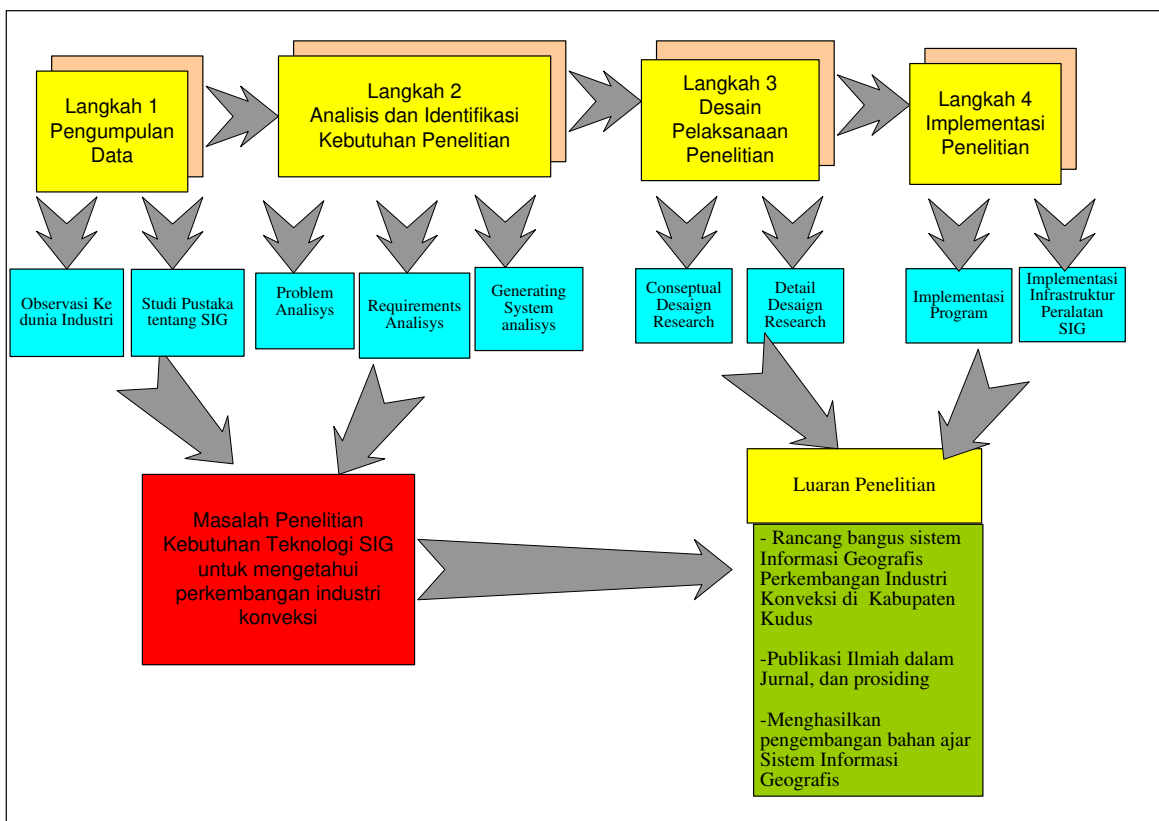 Langkah 1
Pengumpulan
Data
Langkah 2
Analisis dan Identifikasi
Kebutuhan Penelitian
Langkah 3
Desain
Pelaksanaan
Penelitian
Langkah 4
Implementasi
Penelitian
Observasi Ke
dunia Industri
Studi Pustaka
tentang SIG
Problem
Analisys
Requirements
Analisys
Generating
System
analisys
Conseptual
Desaign
Research
Detail
Desaign
Research
Implementasi
Program
Implementasi
Infrastruktur
Peralatan
SIG
Masalah Penelitian
Kebutuhan Teknologi SIG
untuk mengetahui
perkembangan industri
konveksi
Luaran Penelitian
- Rancang bangus sistem
Informasi Geografis
Perkembangan Industri
Konveksi di Kabupaten
Kudus
-Publikasi Ilmiah dalam
Jurnal, dan prosiding
-Menghasilkan
pengembangan bahan ajar
Sistem Informasi
Geografis